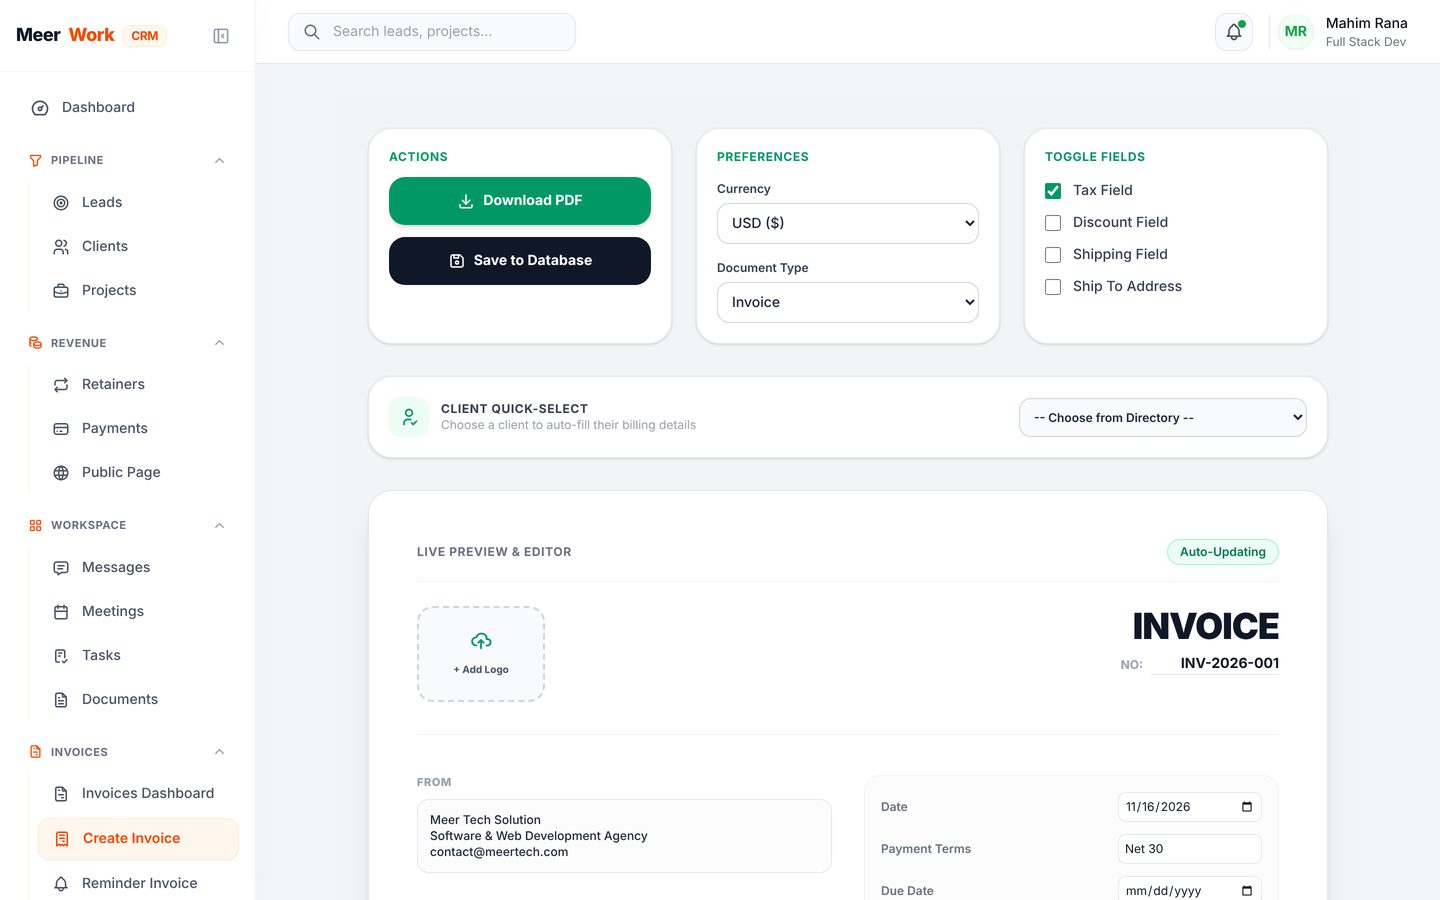 Meer Work CRM
Search leads, projects...
MR
Mahim Rana
Full Stack Dev
Dashboard
PIPELINE
Leads
Clients
Projects
REVENUE
Retainers
Payments
Public Page
WORKSPACE
Messages
Meetings
Tasks
Documents
INVOICES
Invoices Dashboard
Create Invoice
Reminder Invoice
ACTIONS
Download PDF
Save to Database
PREFERENCES
Currency
USD ($)
Document Type
Invoice
TOGGLE FIELDS
Tax Field
Discount Field
Shipping Field
Ship To Address
CLIENT QUICK-SELECT
Choose a client to auto-fill their billing details
-- Choose from Directory --
LIVE PREVIEW & EDITOR
Auto-Updating
+ Add Logo
INVOICE
NO: INV-2026-001
FROM
Meer Tech Solution
Software & Web Development Agency
contact@meertech.com
Date 11/16/2026
Payment Terms Net 30
Due Date mm/dd/yyyy